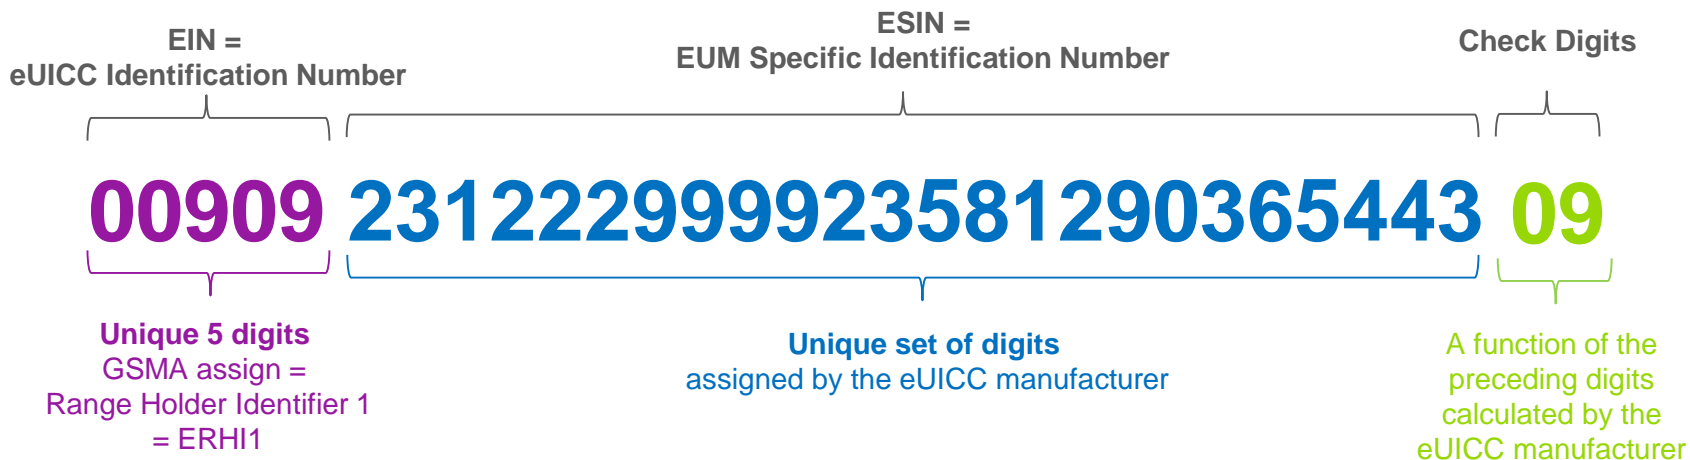 EIN =
eUICC Identification Number
ESIN =
EUM Specific Identification Number
Check Digits
00909 231222999923581290365443 09
Unique 5 digits
GSMA assign =
Range Holder Identifier 1
= ERHI1
Unique set of digits
assigned by the eUICC manufacturer
A function of the
preceding digits
calculated by the
eUICC manufacturer